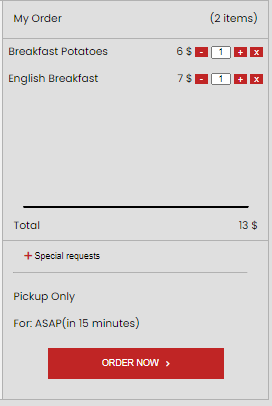 My Order (2 items)
Breakfast Potatoes 6 $ - 1 + x
English Breakfast 7 $ - 1 + x
Total 13 $
+ Special requests
Pickup Only
For: ASAP(in 15 minutes)
ORDER NOW >